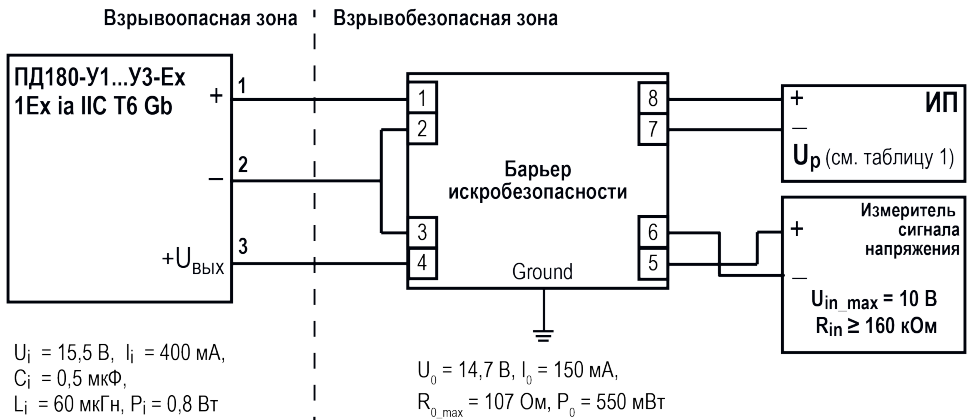 Взрывоопасная зона
Взрывобезопасная зона
ПД180-У1...У3-Ex
1Ex ia IIC T6 Gb
+
1
–
2
+Uвых
3
1
2
3
4
Барьер
искробезопасности
Ground
8
7
6
5
+
ИП
–
Uр (см. таблицу 1)
Измеритель
сигнала
напряжения
+
–
Uin_max = 10 В
Rin ≥ 160 кОм
Ui = 15,5 В, Ii = 400 мА,
Ci = 0,5 мкФ,
Li = 60 мкГн, Pi = 0,8 Вт
U0 = 14,7 В, I0 = 150 мА,
R0_max = 107 Ом, P0 = 550 мВт